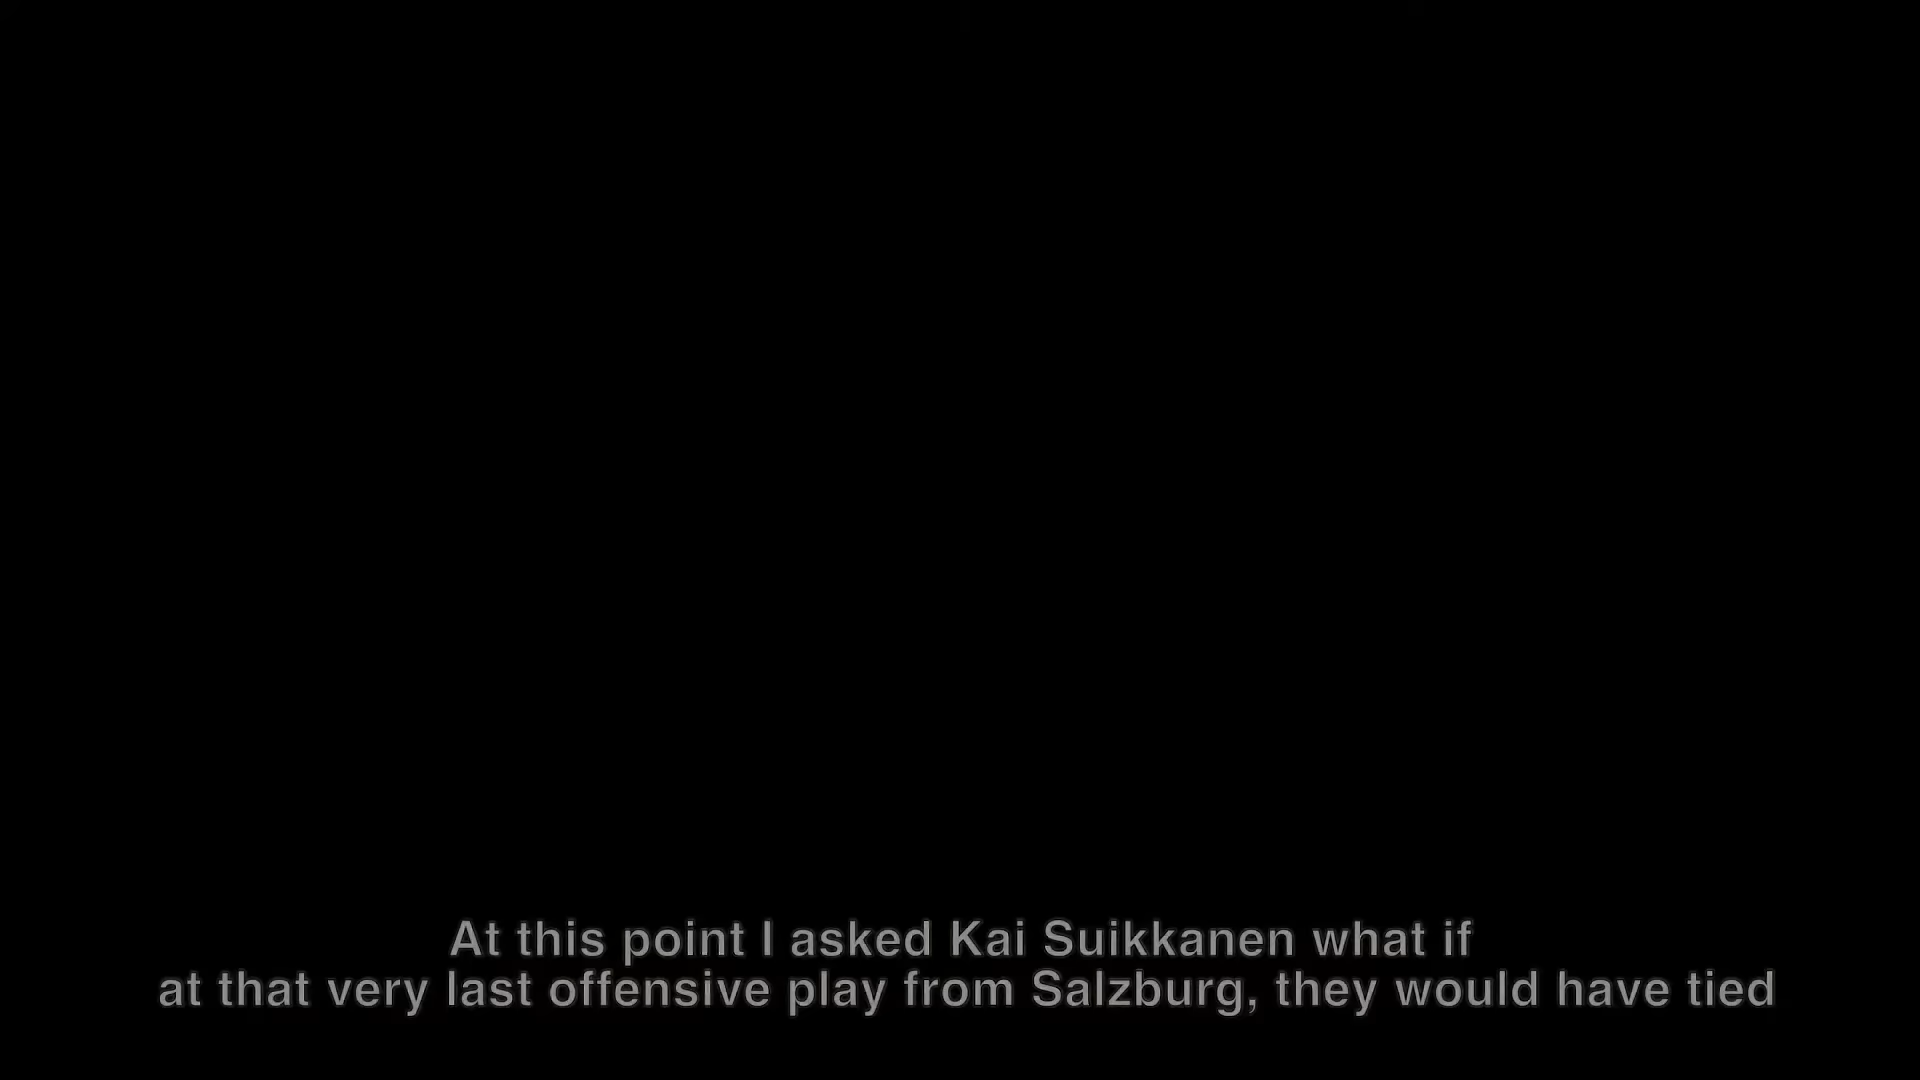 At this point I asked Kai Suikkanen what if
at that very last offensive play from Salzburg, they would have tied